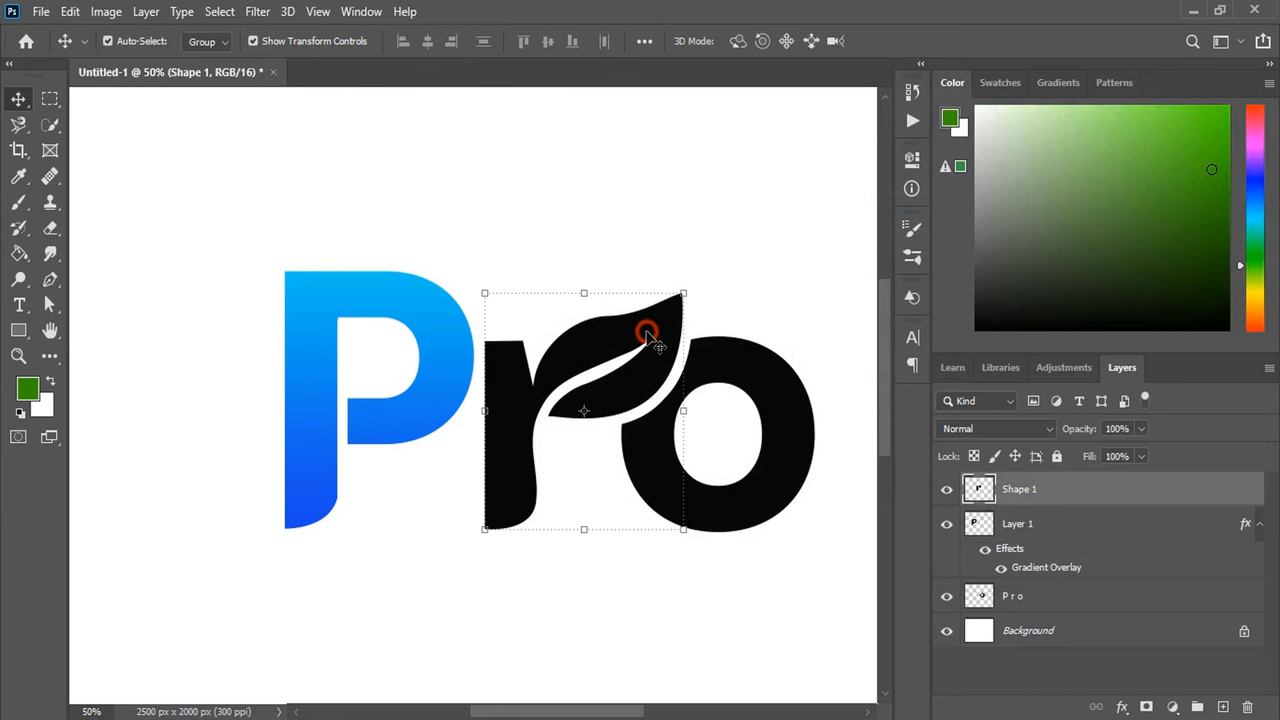 Ps File Edit Image Layer Type Select Filter 3D View Window Help
Auto-Select: Group Show Transform Controls 3D Mode:
Untitled-1 @ 50% (Shape 1, RGB/16) *
Color Swatches Gradients Patterns
Pro
Learn Libraries Adjustments Layers
Kind
Normal Opacity: 100%
Lock: Fill: 100%
Shape 1
Layer 1 fx
Effects
Gradient Overlay
P r o
Background
50% 2500 px x 2000 px (300 ppi)
fx